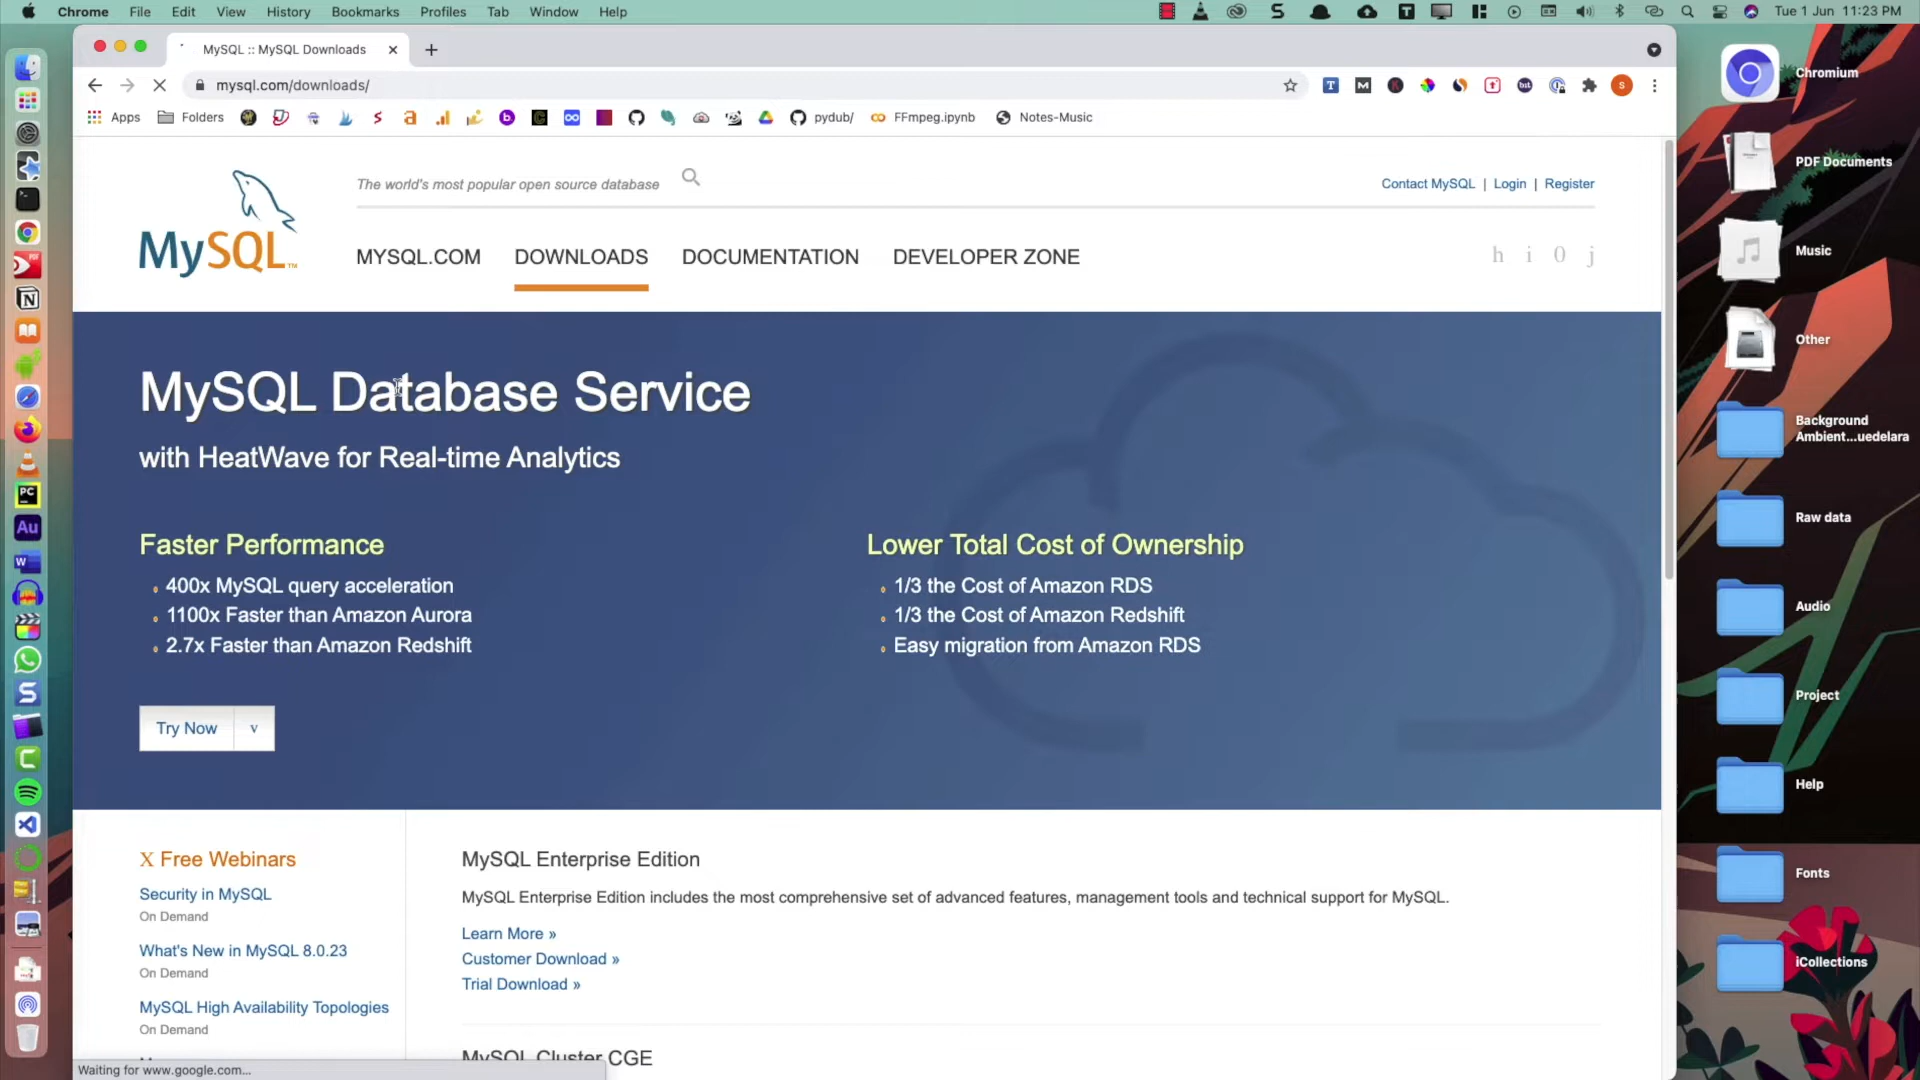 Chrome File Edit View History Bookmarks Profiles Tab Window Help
Tue 1 Jun 11:23 PM
MySQL :: MySQL Downloads
mysql.com/downloads/
Apps Folders pydub/ FFmpeg.ipynb Notes-Music
The world's most popular open source database
Contact MySQL | Login | Register
MySQL™
MYSQL.COM DOWNLOADS DOCUMENTATION DEVELOPER ZONE
h i 0 j
MySQL Database Service
with HeatWave for Real-time Analytics
Faster Performance
400x MySQL query acceleration
1100x Faster than Amazon Aurora
2.7x Faster than Amazon Redshift
Lower Total Cost of Ownership
1/3 the Cost of Amazon RDS
1/3 the Cost of Amazon Redshift
Easy migration from Amazon RDS
Try Now v
X Free Webinars
Security in MySQL
On Demand
What's New in MySQL 8.0.23
On Demand
MySQL High Availability Topologies
On Demand
MySQL Enterprise Edition
MySQL Enterprise Edition includes the most comprehensive set of advanced features, management tools and technical support for MySQL.
Learn More »
Customer Download »
Trial Download »
MySQL Cluster CGE
Waiting for www.google.com...
Chromium
PDF Documents
Music
Other
Background
Ambient...uedelara
Raw data
Audio
Project
Help
Fonts
iCollections